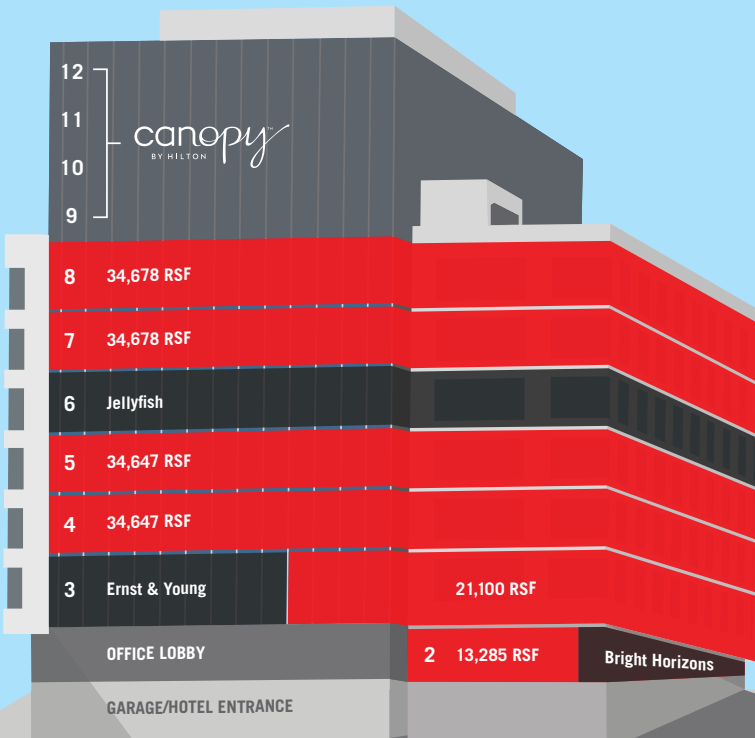 12
11
10
9
canopy™
BY HILTON
8 34,678 RSF
7 34,678 RSF
6 Jellyfish
5 34,647 RSF
4 34,647 RSF
3 Ernst & Young 21,100 RSF
OFFICE LOBBY 2 13,285 RSF Bright Horizons
GARAGE/HOTEL ENTRANCE